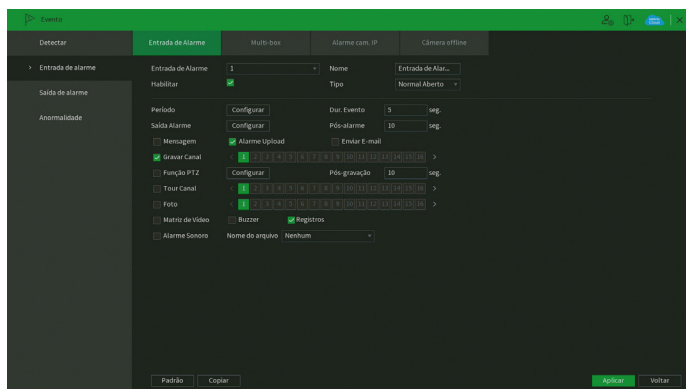 Evento
Detectar
Entrada de Alarme Multi-box Alarme cam. IP Câmera offline
Entrada de alarme
Saída de alarme
Anormalidade
Entrada de Alarme 1 Nome Entrada de Alar...
Habilitar Tipo Normal Aberto
Período Configurar Dur. Evento 5 seg.
Saída Alarme Configurar Pós-alarme 10 seg.
Mensagem Alarme Upload Enviar E-mail
Gravar Canal < 1 2 3 4 5 6 7 8 9 10 11 12 13 14 15 16 >
Função PTZ Configurar Pós-gravação 10 seg.
Tour Canal < 1 2 3 4 5 6 7 8 9 10 11 12 13 14 15 16 >
Foto < 1 2 3 4 5 6 7 8 9 10 11 12 13 14 15 16 >
Matriz de Vídeo Buzzer Registros
Alarme Sonoro Nome do arquivo Nenhum
Padrão Copiar Aplicar Voltar